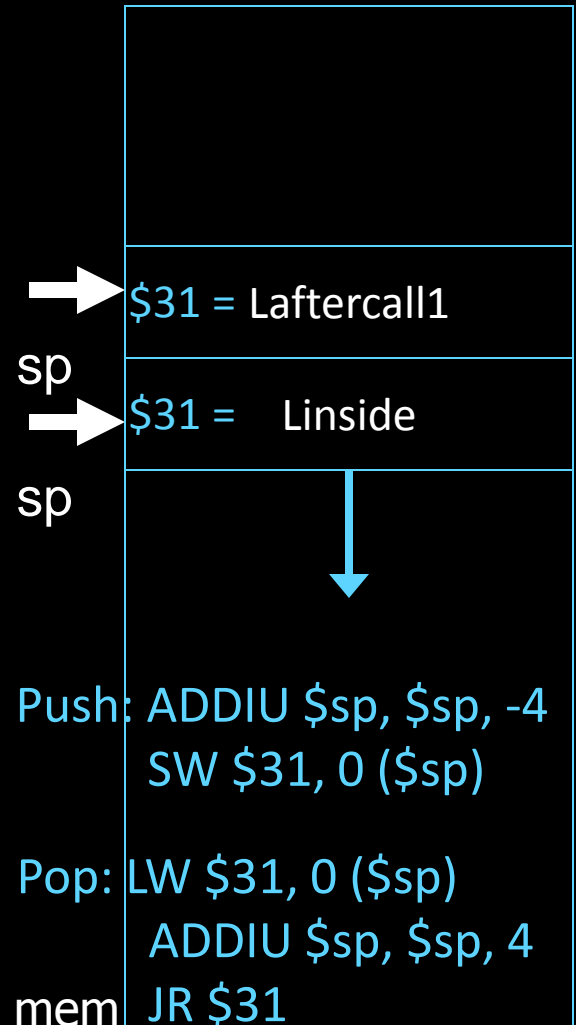 $31 = Laftercall1
sp
$31 = Linside
sp
Push: ADDIU $sp, $sp, -4
SW $31, 0 ($sp)
Pop: LW $31, 0 ($sp)
ADDIU $sp, $sp, 4
mem JR $31